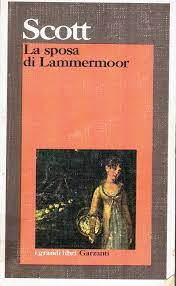 Scott
La sposa
di Lammermoor
i grandi libri Garzanti